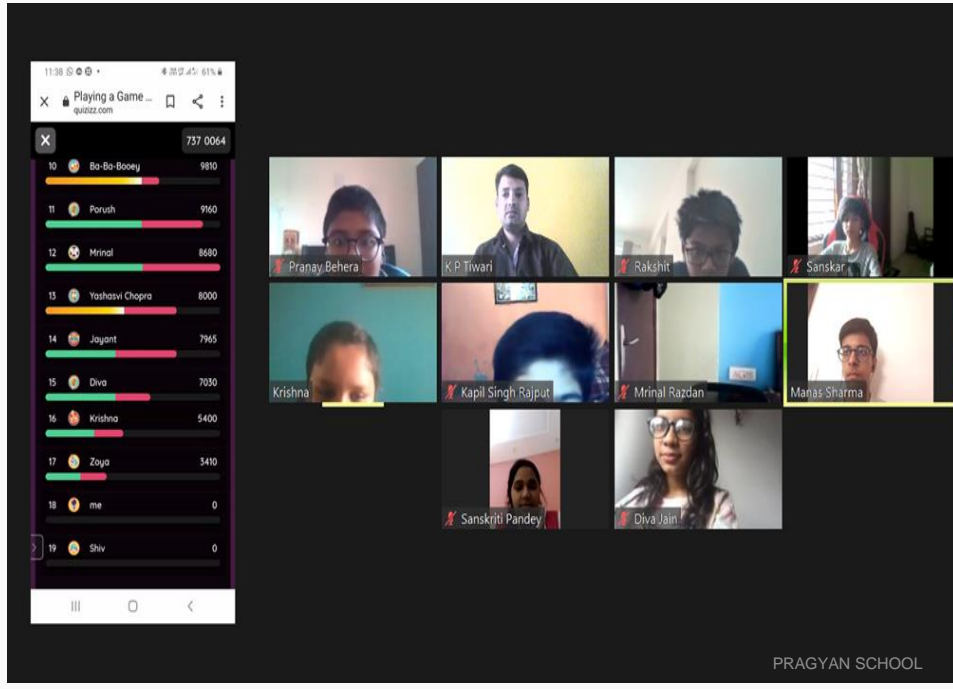 11:38
61%
Playing a Game ...
quizizz.com
737 0064
10 Ba-Ba-Booey 9810
11 Porush 9160
12 Mrinal 8680
13 Yashasvi Chopra 8000
14 Jayant 7965
15 Diva 7030
16 Krishna 5400
17 Zoya 3410
18 me 0
19 Shiv 0
Pranay Behera
K P Tiwari
Rakshit
Sanskar
Krishna
Kapil Singh Rajput
Mrinal Razdan
Manas Sharma
Sanskriti Pandey
Diva Jain
PRAGYAN SCHOOL